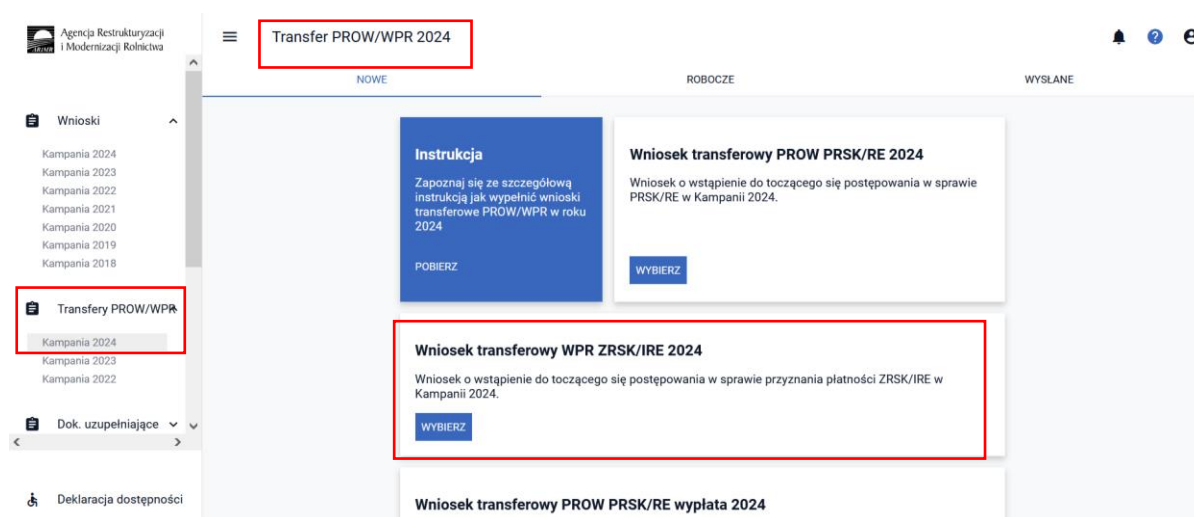 Agencja Restrukturyzacji
i Modernizacji Rolnictwa
ARiMR
Transfer PROW/WPR 2024
NOWE
ROBOCZE
WYSŁANE
Wnioski
Kampania 2024
Kampania 2023
Kampania 2022
Kampania 2021
Kampania 2020
Kampania 2019
Kampania 2018
Transfery PROW/WPR
Kampania 2024
Kampania 2023
Kampania 2022
Dok. uzupełniające
Deklaracja dostępności
Instrukcja
Zapoznaj się ze szczegółową
instrukcją jak wypełnić wnioski
transferowe PROW/WPR w roku
2024
POBIERZ
Wniosek transferowy PROW PRSK/RE 2024
Wniosek o wstąpienie do toczącego się postępowania w sprawie
PRSK/RE w Kampanii 2024.
WYBIERZ
Wniosek transferowy WPR ZRSK/IRE 2024
Wniosek o wstąpienie do toczącego się postępowania w sprawie przyznania płatności ZRSK/IRE w
Kampanii 2024.
WYBIERZ
Wniosek transferowy PROW PRSK/RE wypłata 2024